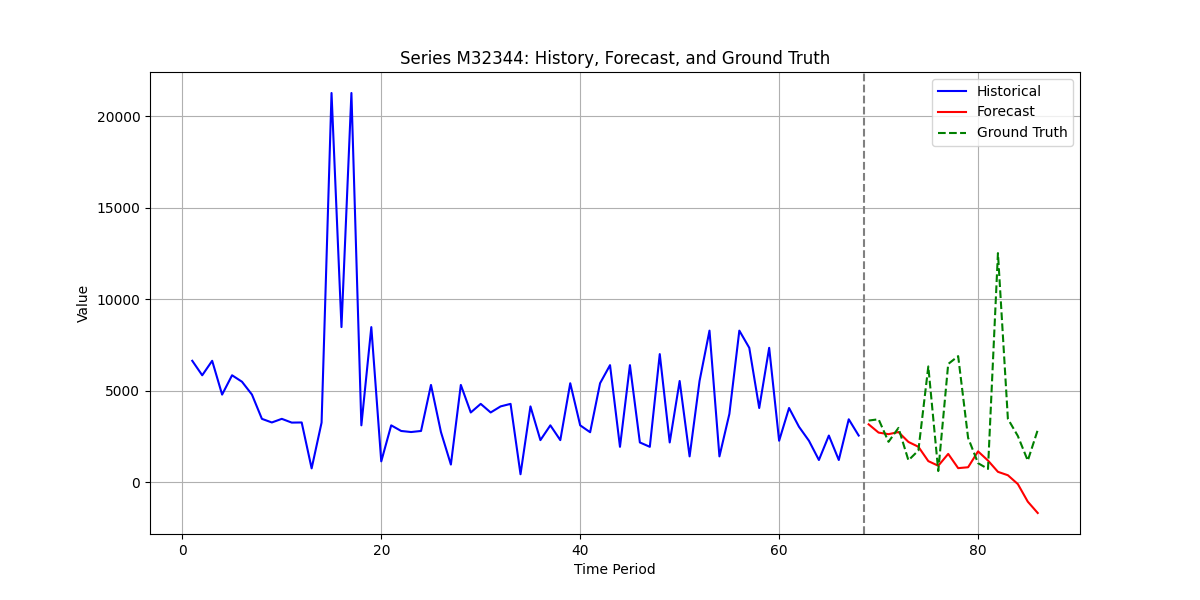 Series M32344: History, Forecast, and Ground Truth
Historical
Forecast
Ground Truth
20000
15000
10000
5000
0
Value
0 20 40 60 80
Time Period